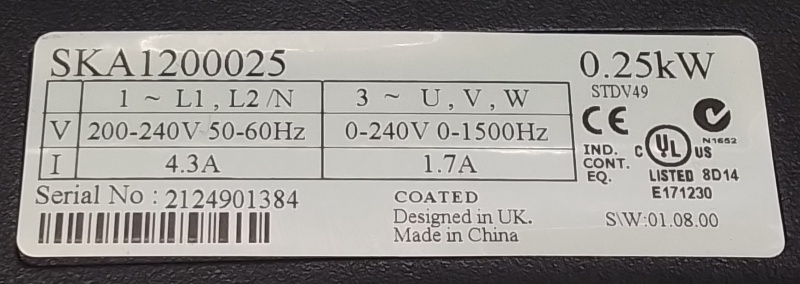 SKA1200025 0.25kW
STDV49
1 ~ L1, L2/N 3 ~ U, V, W
V 200-240V 50-60Hz 0-240V 0-1500Hz
I 4.3A 1.7A
CE
N1652
IND. CONT. EQ.
C UL US
LISTED 8D14
E171230
Serial No : 2124901384
COATED
Designed in UK.
Made in China
S\W:01.08.00